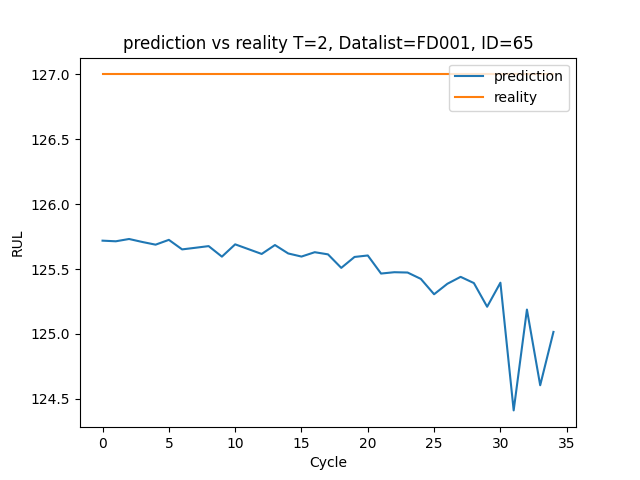 prediction vs reality T=2, Datalist=FD001, ID=65
prediction
reality
127.0
126.5
126.0
125.5
125.0
124.5
RUL
0 5 10 15 20 25 30 35
Cycle